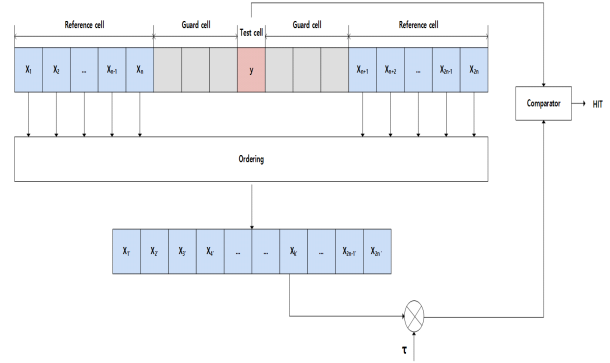 Reference cell Guard cell Test cell Guard cell Reference cell
X1 X2 ... Xn-1 Xn y Xn+1 Xn+2 ... X2n-1 X2n
Comparator HIT
Ordering
X1' X2' X3' X4' ... ... Xk' ... X2n-1' X2n'
τ